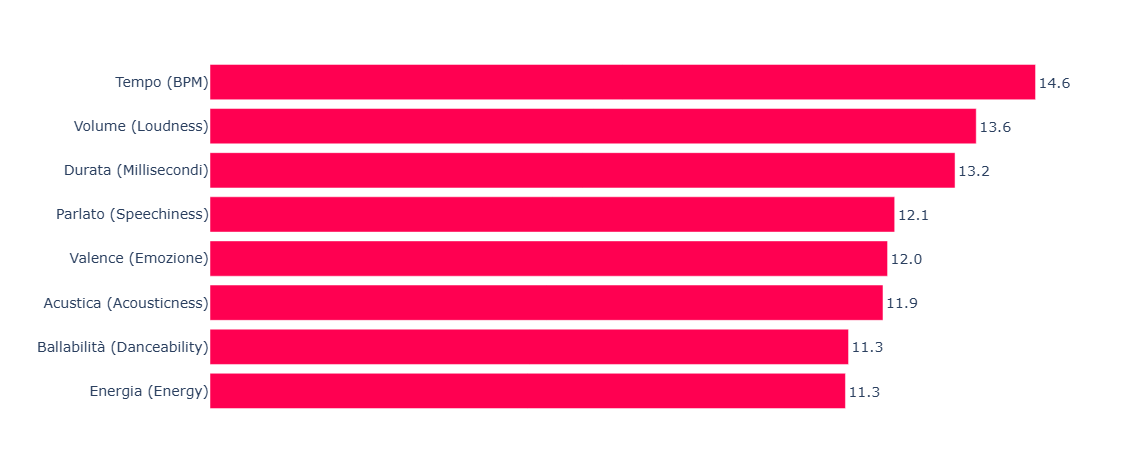 Tempo (BPM) 14.6
Volume (Loudness) 13.6
Durata (Millisecondi) 13.2
Parlato (Speechiness) 12.1
Valence (Emozione) 12.0
Acustica (Acousticness) 11.9
Ballabilità (Danceability) 11.3
Energia (Energy) 11.3